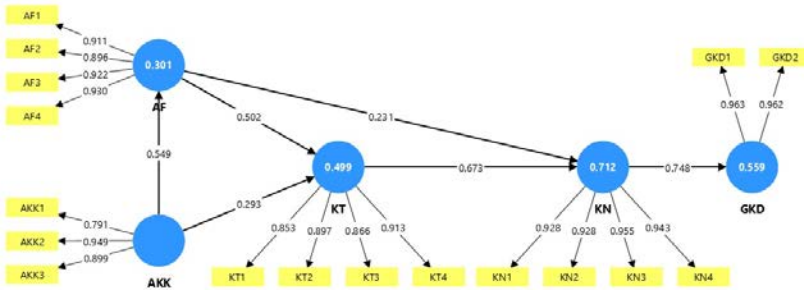 AF1
AF2
AF3
AF4
0.911
0.896
0.922
0.930
0.301
AF
GKD1
GKD2
0.963
0.962
0.502
0.231
0.549
0.499
KT
0.673
0.712
KN
0.748
0.559
GKD
0.293
AKK1
AKK2
AKK3
0.791
0.949
0.899
AKK
0.853
0.897
0.866
0.913
KT1
KT2
KT3
KT4
0.928
0.928
0.955
0.943
KN1
KN2
KN3
KN4